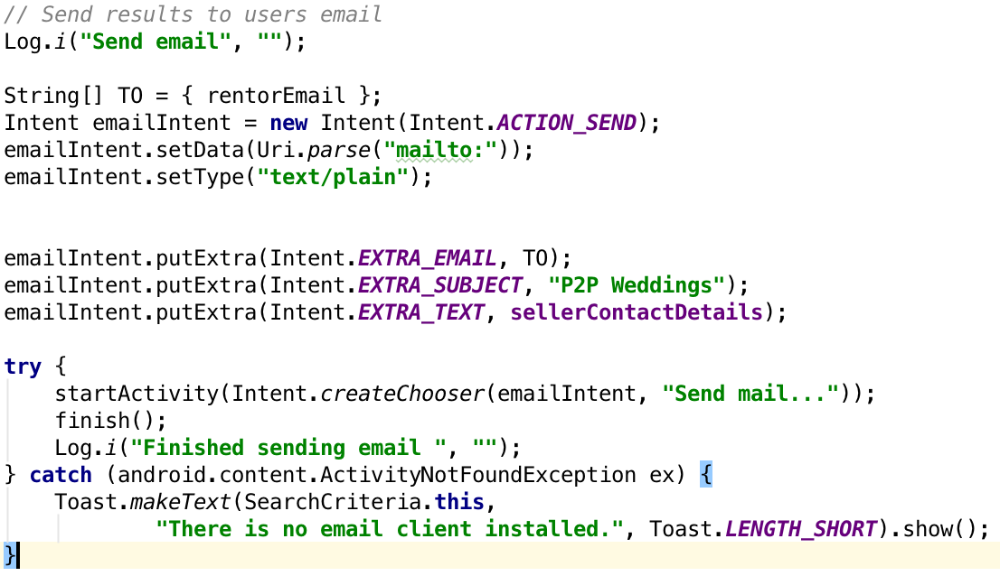 // Send results to users email
Log.i("Send email", "");
String[] TO = { rentorEmail };
Intent emailIntent = new Intent(Intent.ACTION_SEND);
emailIntent.setData(Uri.parse("mailto:"));
emailIntent.setType("text/plain");
emailIntent.putExtra(Intent.EXTRA_EMAIL, TO);
emailIntent.putExtra(Intent.EXTRA_SUBJECT, "P2P Weddings");
emailIntent.putExtra(Intent.EXTRA_TEXT, sellerContactDetails);
try {
    startActivity(Intent.createChooser(emailIntent, "Send mail..."));
    finish();
    Log.i("Finished sending email ", "");
} catch (android.content.ActivityNotFoundException ex) {
    Toast.makeText(SearchCriteria.this,
            "There is no email client installed.", Toast.LENGTH_SHORT).show();
}